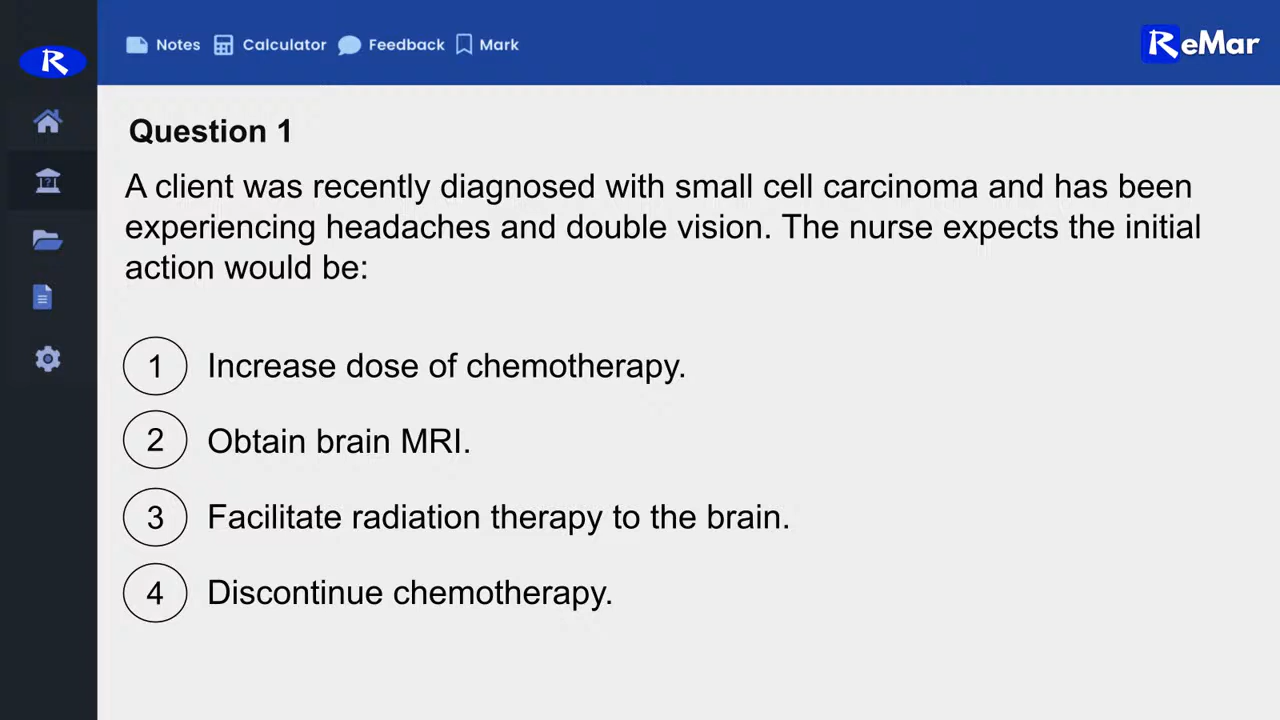 Notes Calculator Feedback Mark
R
ReMar
Question 1
A client was recently diagnosed with small cell carcinoma and has been
experiencing headaches and double vision. The nurse expects the initial
action would be:
1 Increase dose of chemotherapy.
2 Obtain brain MRI.
3 Facilitate radiation therapy to the brain.
4 Discontinue chemotherapy.